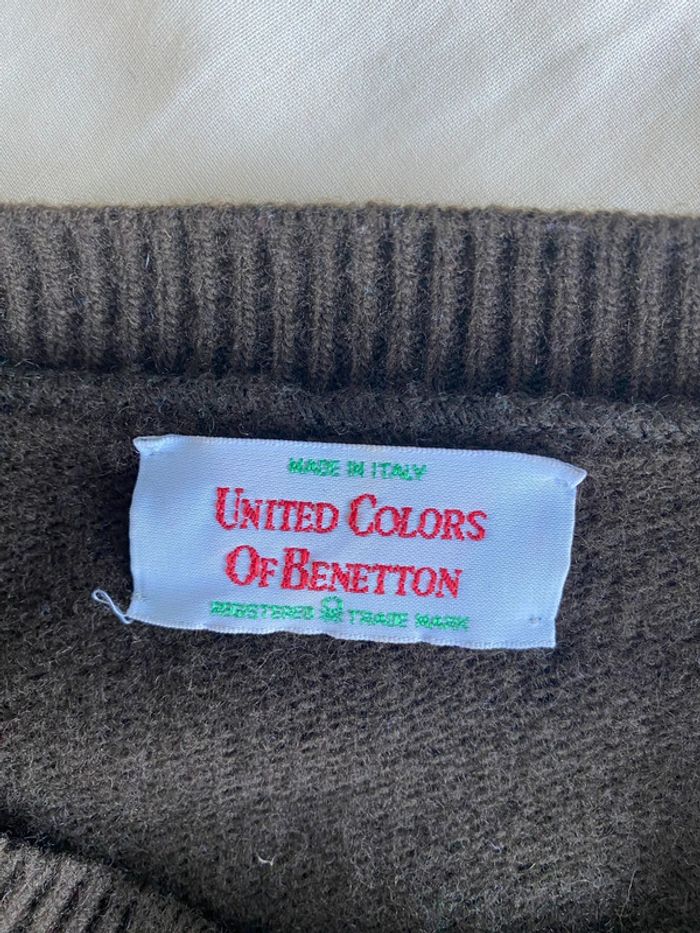 MADE IN ITALY
UNITED COLORS
OF BENETTON
REGISTERED TRADE MARK